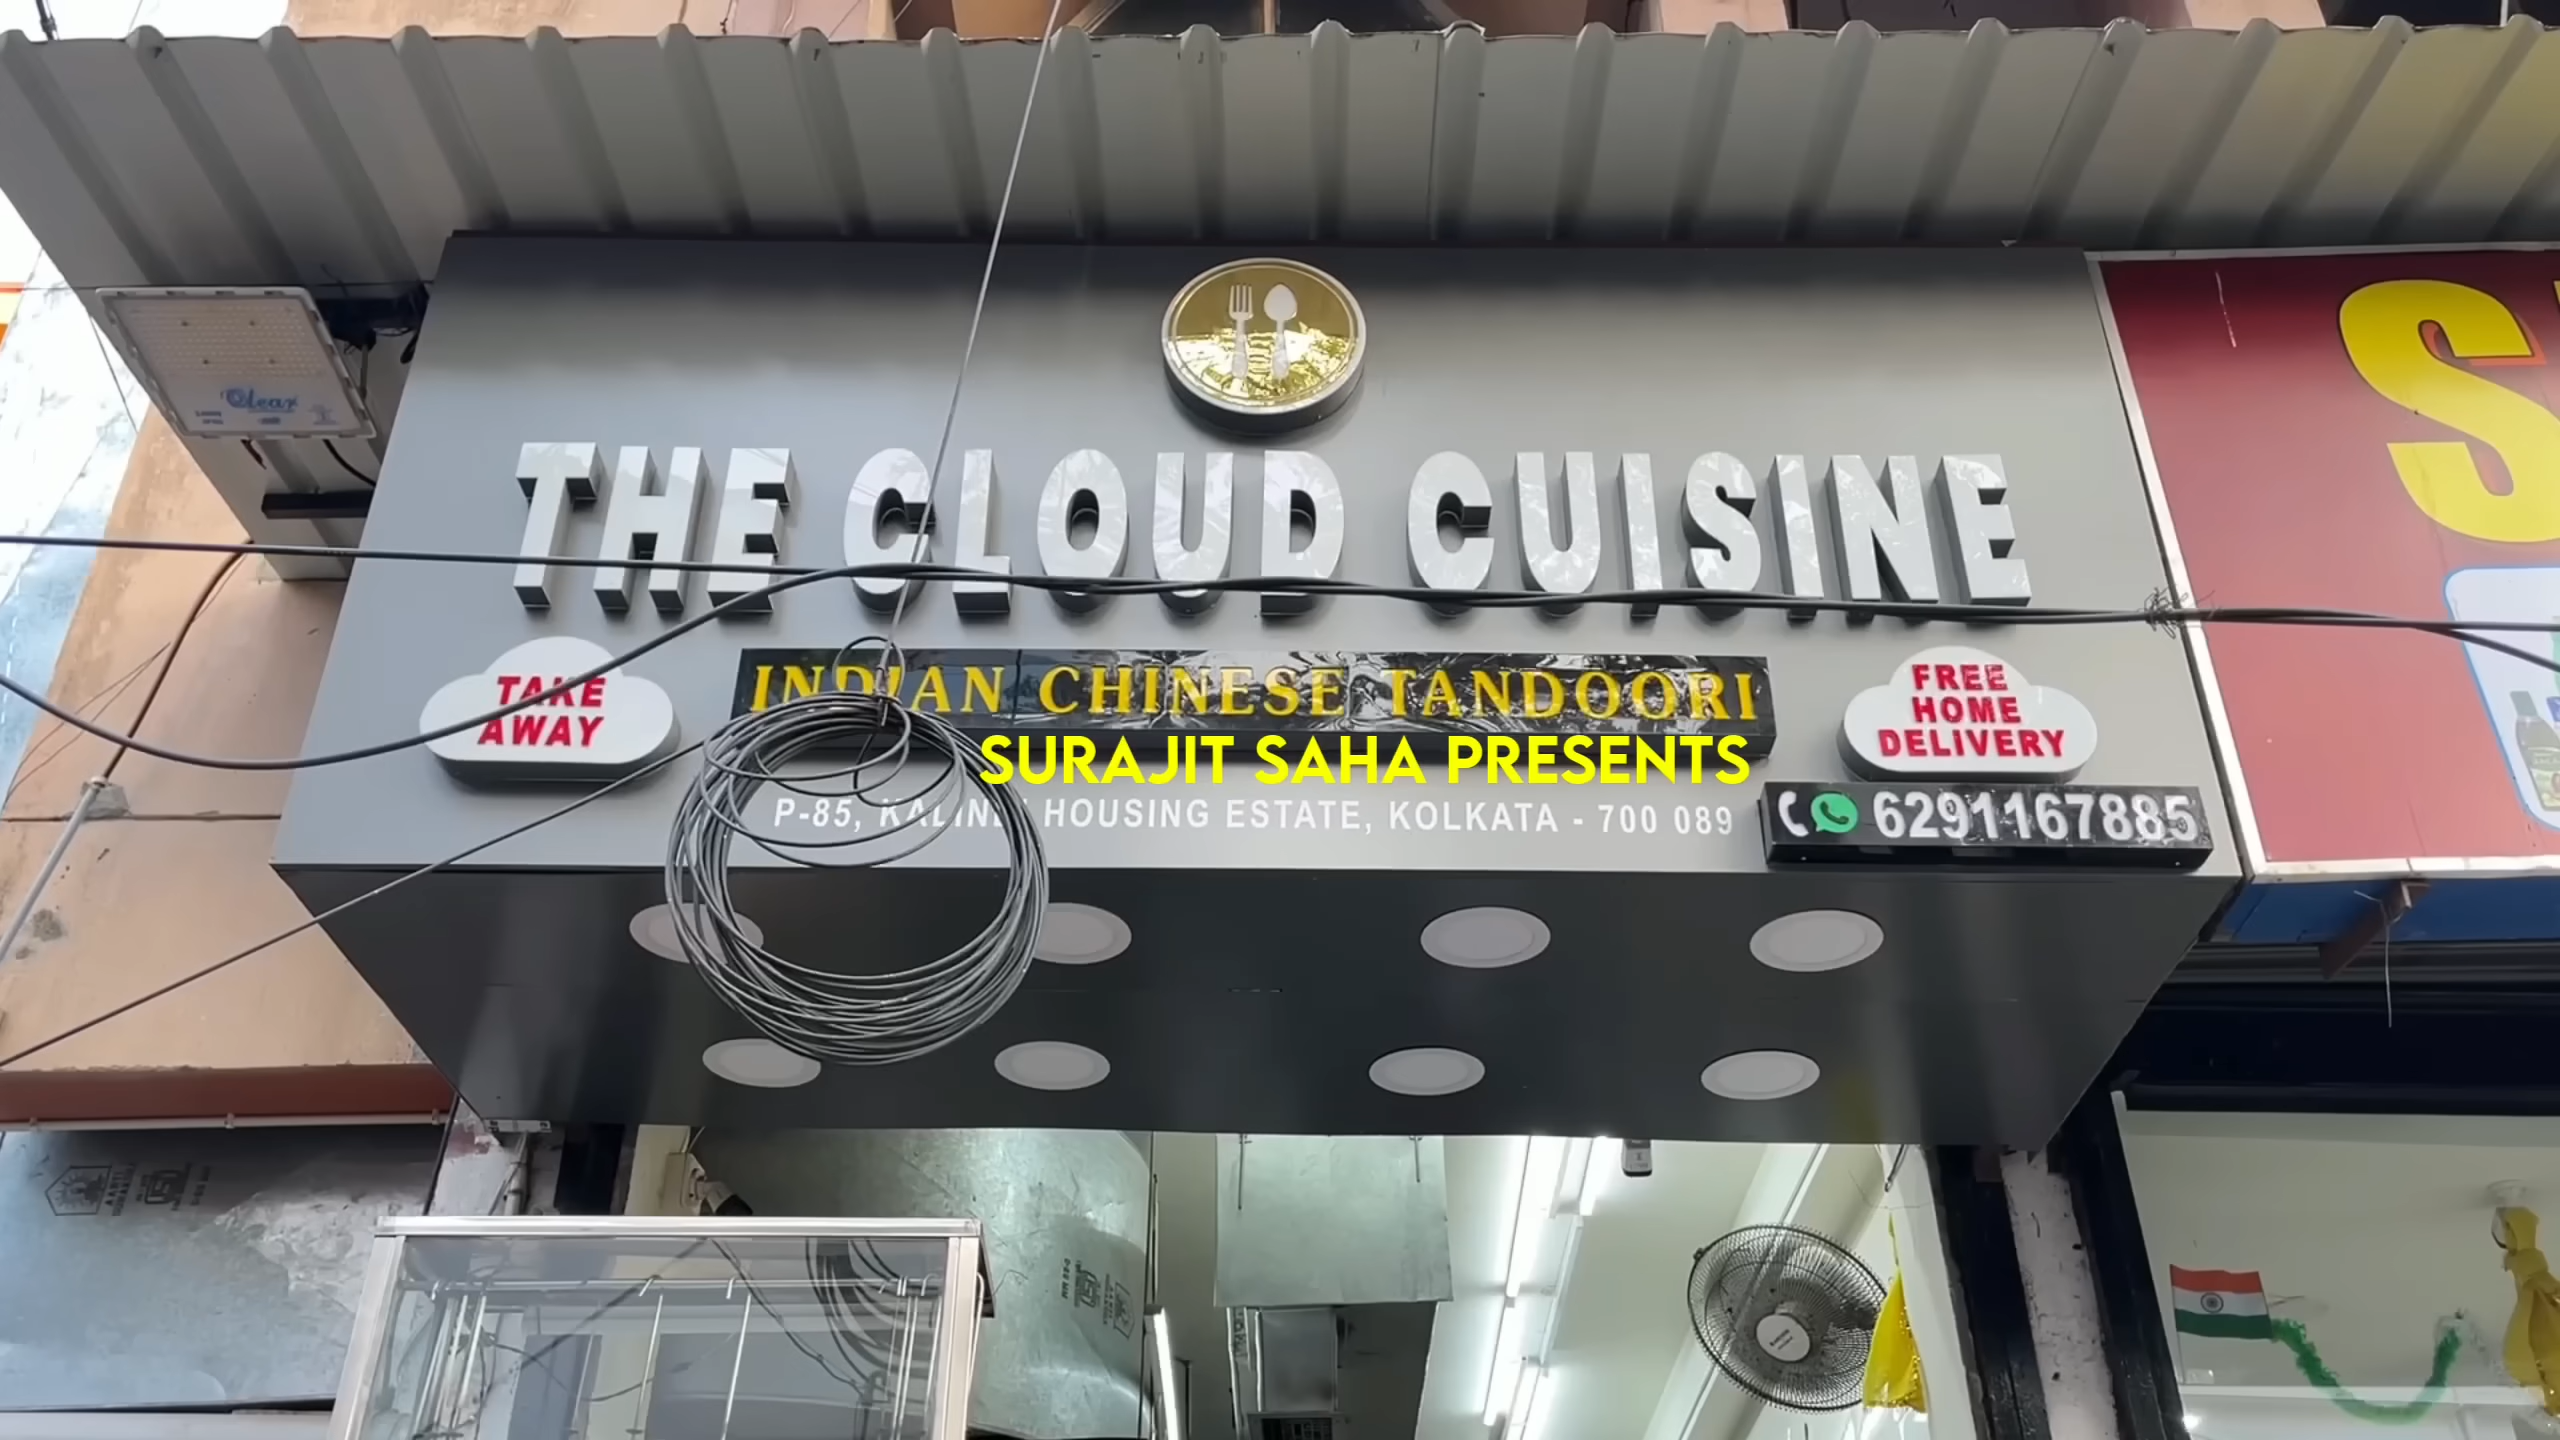 THE CLOUD CUISINE
TAKE
AWAY
INDIAN CHINESE TANDOORI
FREE
HOME
DELIVERY
SURAJIT SAHA PRESENTS
P-85, KALINDI HOUSING ESTATE, KOLKATA - 700 089
6291167885
S